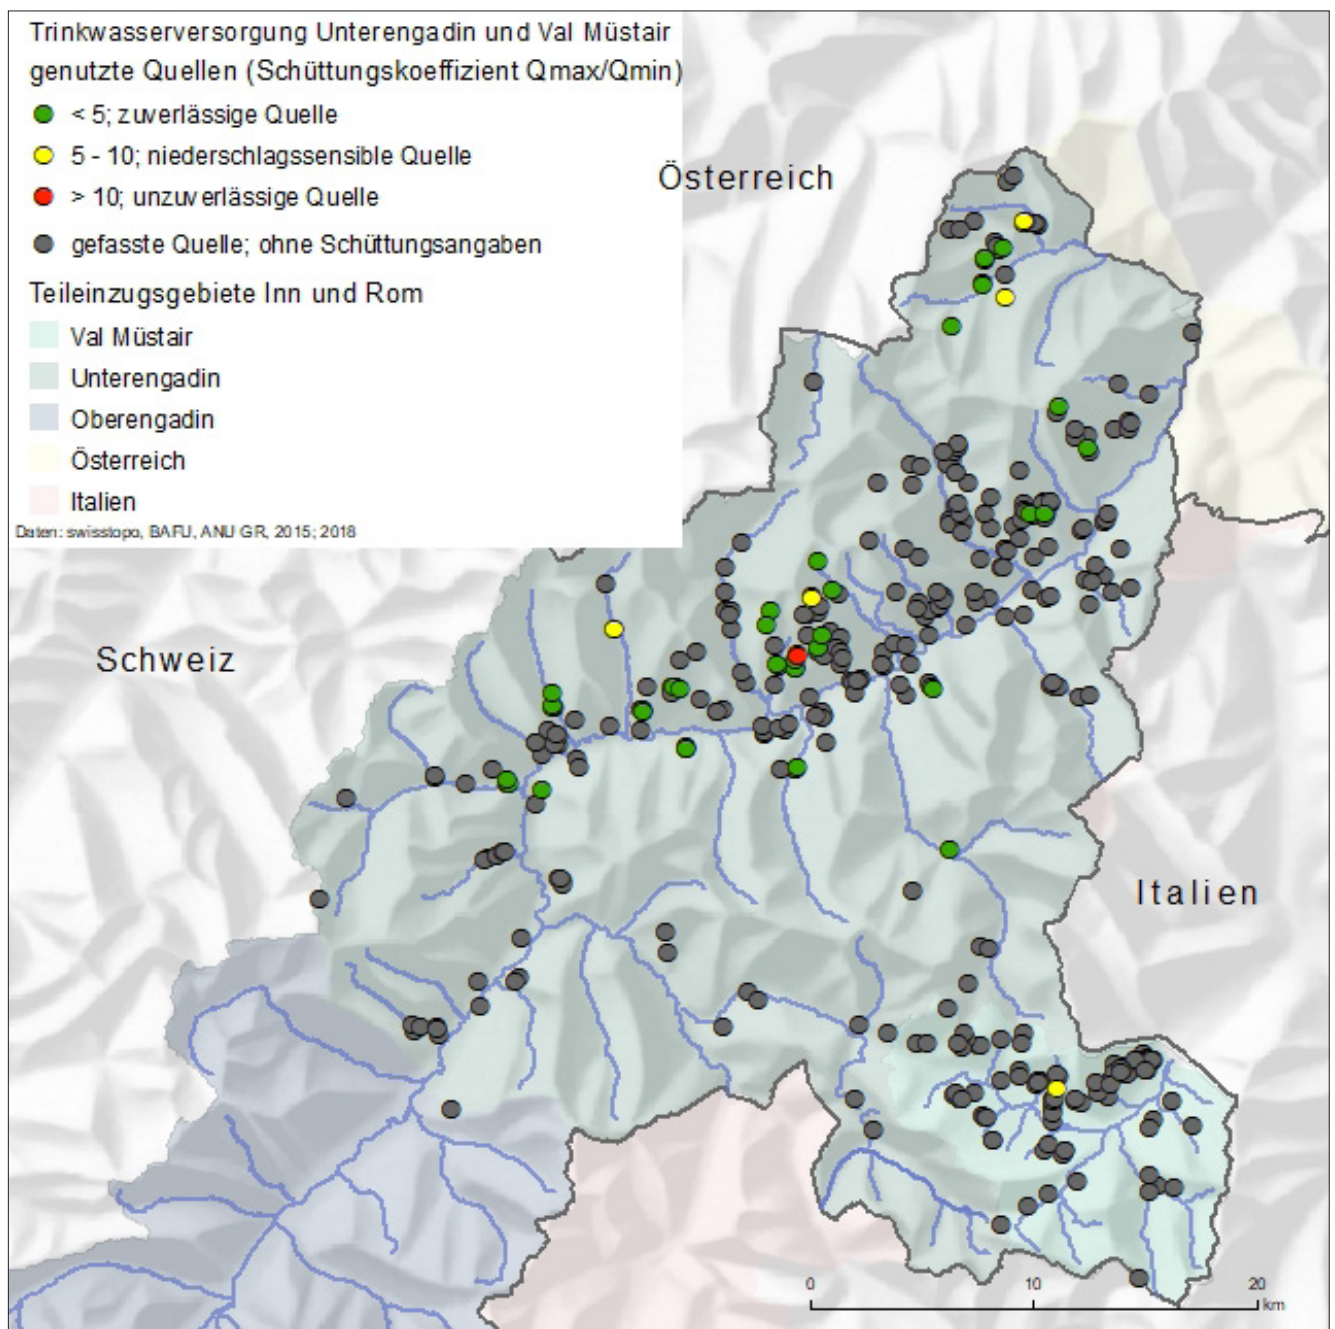 Trinkwasserversorgung Unterengadin und Val Müstair
genutzte Quellen (Schüttungskoeffizient Qmax/Qmin)
< 5; zuverlässige Quelle
5 - 10; niederschlagssensible Quelle
> 10; unzuverlässige Quelle
gefasste Quelle; ohne Schüttungsangaben
Teileinzugsgebiete Inn und Rom
Val Müstair
Unterengadin
Oberengadin
Österreich
Italien
Daten: swisstopo, BAFU, ANU GR, 2015; 2018
Österreich
Schweiz
Italien
0 10 20
km